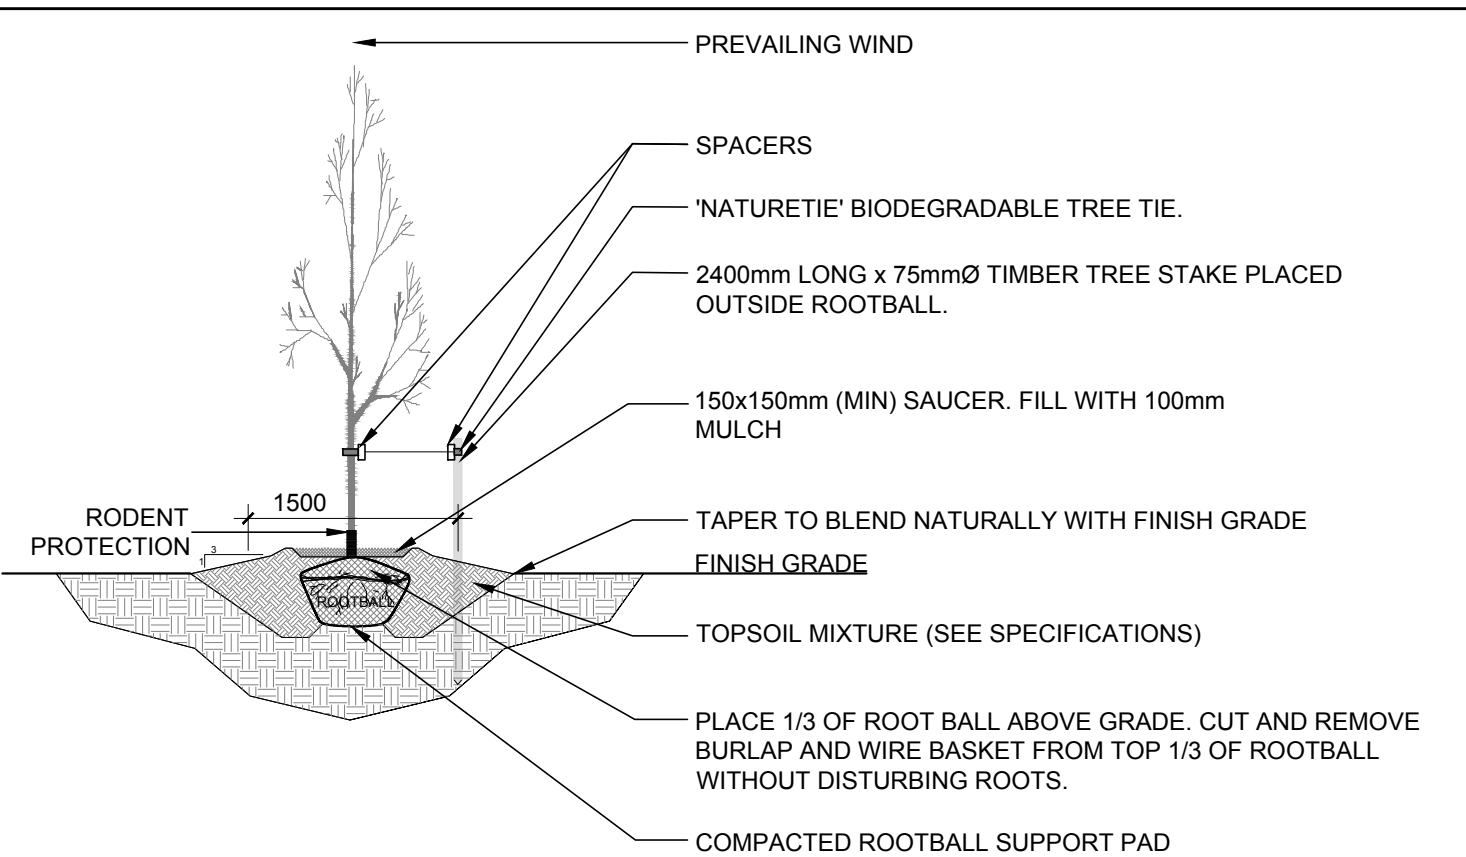 PREVAILING WIND
SPACERS
'NATURETIE' BIODEGRADABLE TREE TIE.
2400mm LONG x 75mmØ TIMBER TREE STAKE PLACED
OUTSIDE ROOTBALL.
150x150mm (MIN) SAUCER. FILL WITH 100mm
MULCH
1500
RODENT
PROTECTION
3
1
TAPER TO BLEND NATURALLY WITH FINISH GRADE
FINISH GRADE
ROOTBALL
TOPSOIL MIXTURE (SEE SPECIFICATIONS)
PLACE 1/3 OF ROOT BALL ABOVE GRADE. CUT AND REMOVE
BURLAP AND WIRE BASKET FROM TOP 1/3 OF ROOTBALL
WITHOUT DISTURBING ROOTS.
COMPACTED ROOTBALL SUPPORT PAD